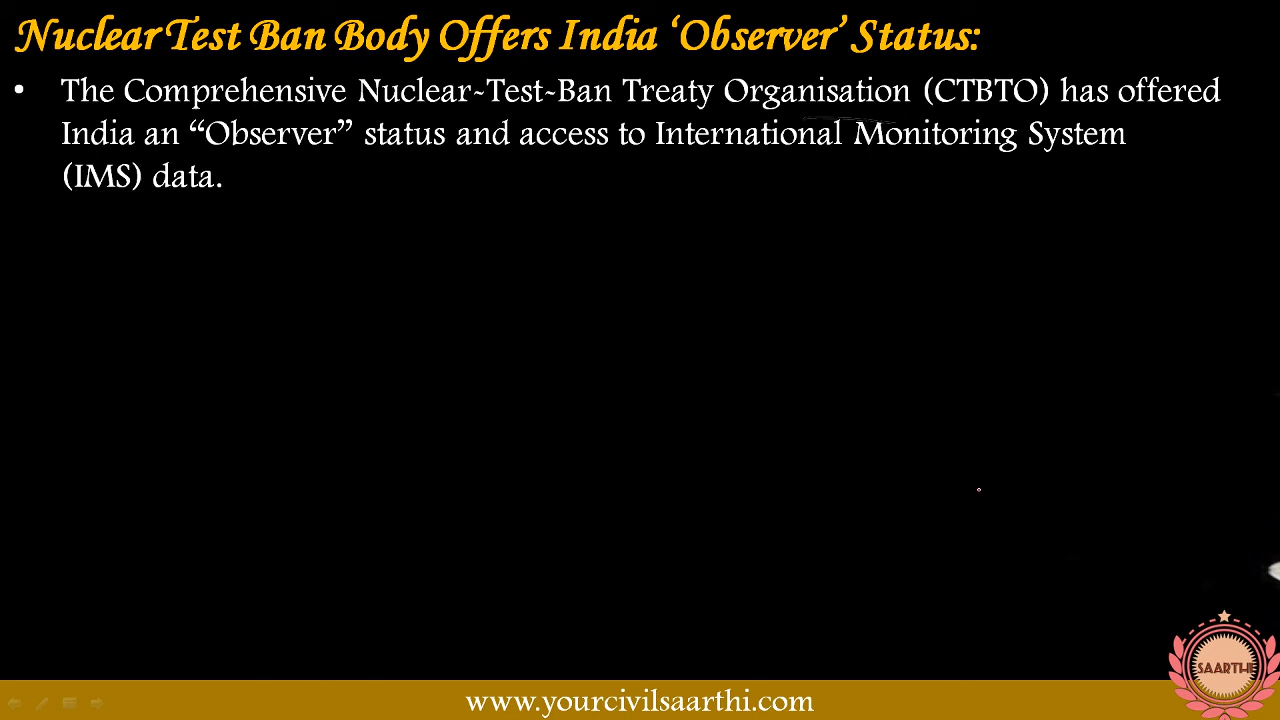 Nuclear Test Ban Body Offers India ‘Observer’ Status:
• The Comprehensive Nuclear-Test-Ban Treaty Organisation (CTBTO) has offered
India an “Observer” status and access to International Monitoring System
(IMS) data.
SAARTHI
www.yourcivilsaarthi.com